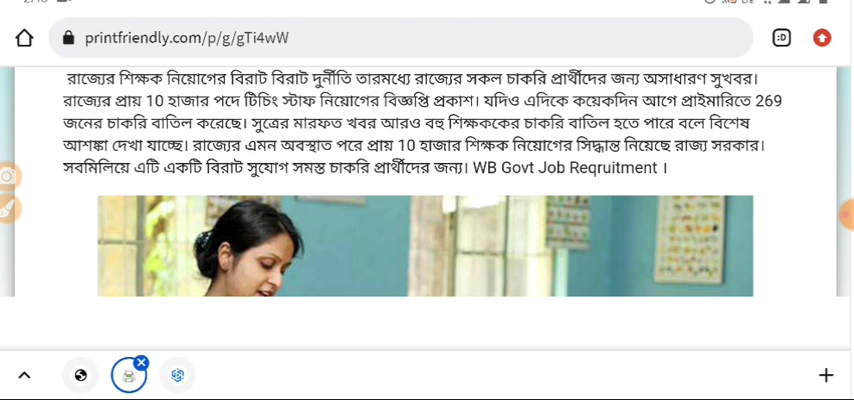 printfriendly.com/p/g/gTi4wW
:D
রাজ্যের শিক্ষক নিয়োগের বিরাট বিরাট দুর্নীতি তারমধ্যে রাজ্যের সকল চাকরি প্রার্থীদের জন্য অসাধারণ সুখবর।
রাজ্যের প্রায় 10 হাজার পদে টিচিং স্টাফ নিয়োগের বিজ্ঞপ্তি প্রকাশ। যদিও এদিকে কয়েকদিন আগে প্রাইমারিতে 269
জনের চাকরি বাতিল করেছে। সুত্রের মারফত খবর আরও বহু শিক্ষককের চাকরি বাতিল হতে পারে বলে বিশেষ
আশঙ্কা দেখা যাচ্ছে। রাজ্যের এমন অবস্থাত পরে প্রায় 10 হাজার শিক্ষক নিয়োগের সিদ্ধান্ত নিয়েছে রাজ্য সরকার।
সবমিলিয়ে এটি একটি বিরাট সুযোগ সমস্ত চাকরি প্রার্থীদের জন্য। WB Govt Job Reqruitment ।